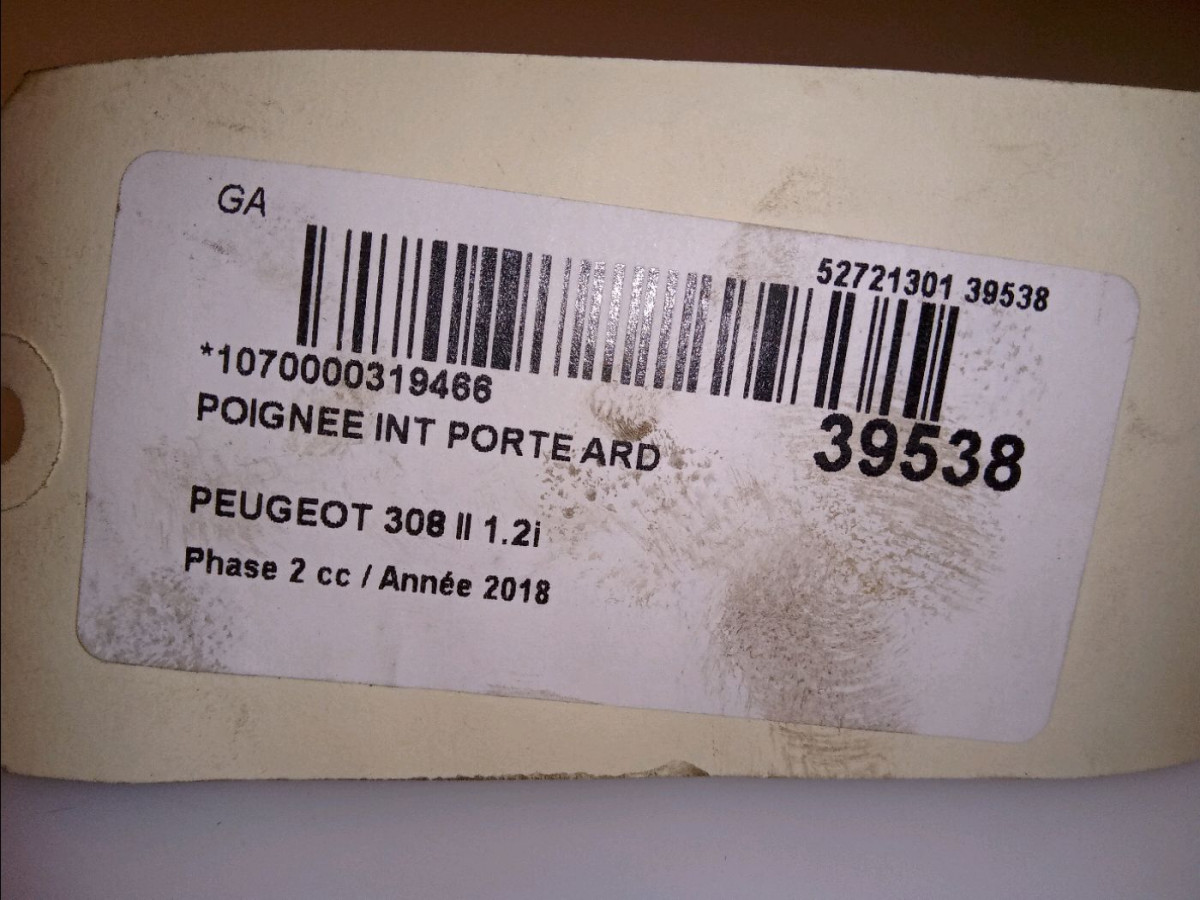 GA
52721301 39538
*1070000319466
POIGNEE INT PORTE ARD
39538
PEUGEOT 308 II 1.2i
Phase 2 cc / Année 2018